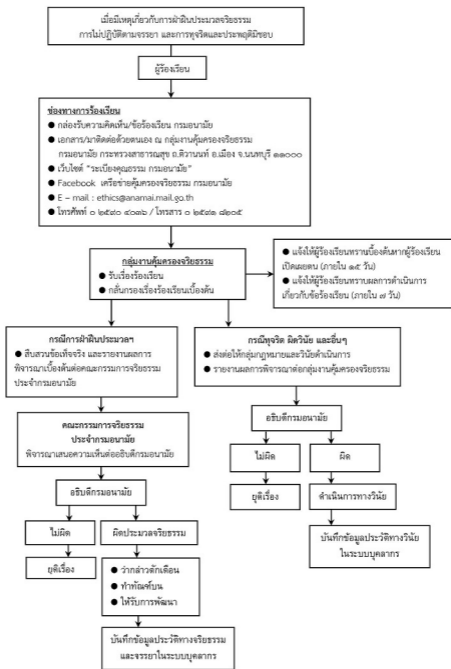 เมื่อมีเหตุเกี่ยวกับการฝ่าฝืนประมวลจริยธรรม
การไม่ปฏิบัติตามจรรยา และการทุจริตและประพฤติมิชอบ
ผู้ร้องเรียน
ช่องทางการร้องเรียน
● กล่องรับความคิดเห็น/ข้อร้องเรียน กรมอนามัย
● เอกสาร/มาติดต่อด้วยตนเอง ณ กลุ่มงานคุ้มครองจริยธรรม
กรมอนามัย กระทรวงสาธารณสุข ถ.ติวานนท์ อ.เมือง จ.นนทบุรี ๑๑๐๐๐
● เว็บไซต์ “ระเบียงคุณธรรม กรมอนามัย”
● Facebook เครือข่ายคุ้มครองจริยธรรม กรมอนามัย
● E – mail : ethics@anamai.mail.go.th
● โทรศัพท์ ๐ ๒๕๙๐ ๔๐๙๖ / โทรสาร ๐ ๒๕๙๑ ๘๒๐๕
กลุ่มงานคุ้มครองจริยธรรม
● รับเรื่องร้องเรียน
● กลั่นกรองเรื่องร้องเรียนเบื้องต้น
● แจ้งให้ผู้ร้องเรียนทราบเบื้องต้นหากผู้ร้องเรียน
เปิดเผยตน (ภายใน ๑๕ วัน)
● แจ้งให้ผู้ร้องเรียนทราบผลการดำเนินการ
เกี่ยวกับข้อร้องเรียน (ภายใน ๗ วัน)
กรณีการฝ่าฝืนประมวลฯ
● สืบสวนข้อเท็จจริง และรายงานผลการ
พิจารณาเบื้องต้นต่อคณะกรรมการจริยธรรม
ประจำกรมอนามัย
กรณีทุจริต ผิดวินัย และอื่นๆ
● ส่งต่อให้กลุ่มกฎหมายและวินัยดำเนินการ
● รายงานผลการพิจารณาต่อกลุ่มงานคุ้มครองจริยธรรม
คณะกรรมการจริยธรรม
ประจำกรมอนามัย
พิจารณาเสนอความเห็นต่ออธิบดีกรมอนามัย
อธิบดีกรมอนามัย
ไม่ผิด
ผิด
ยุติเรื่อง
ดำเนินการทางวินัย
บันทึกข้อมูลประวัติทางวินัย
ในระบบบุคลากร
อธิบดีกรมอนามัย
ไม่ผิด
ผิดประมวลจริยธรรม
ยุติเรื่อง
● ว่ากล่าวตักเตือน
● ทำทัณฑ์บน
● ให้รับการพัฒนา
บันทึกข้อมูลประวัติทางจริยธรรม
และจรรยาในระบบบุคลากร